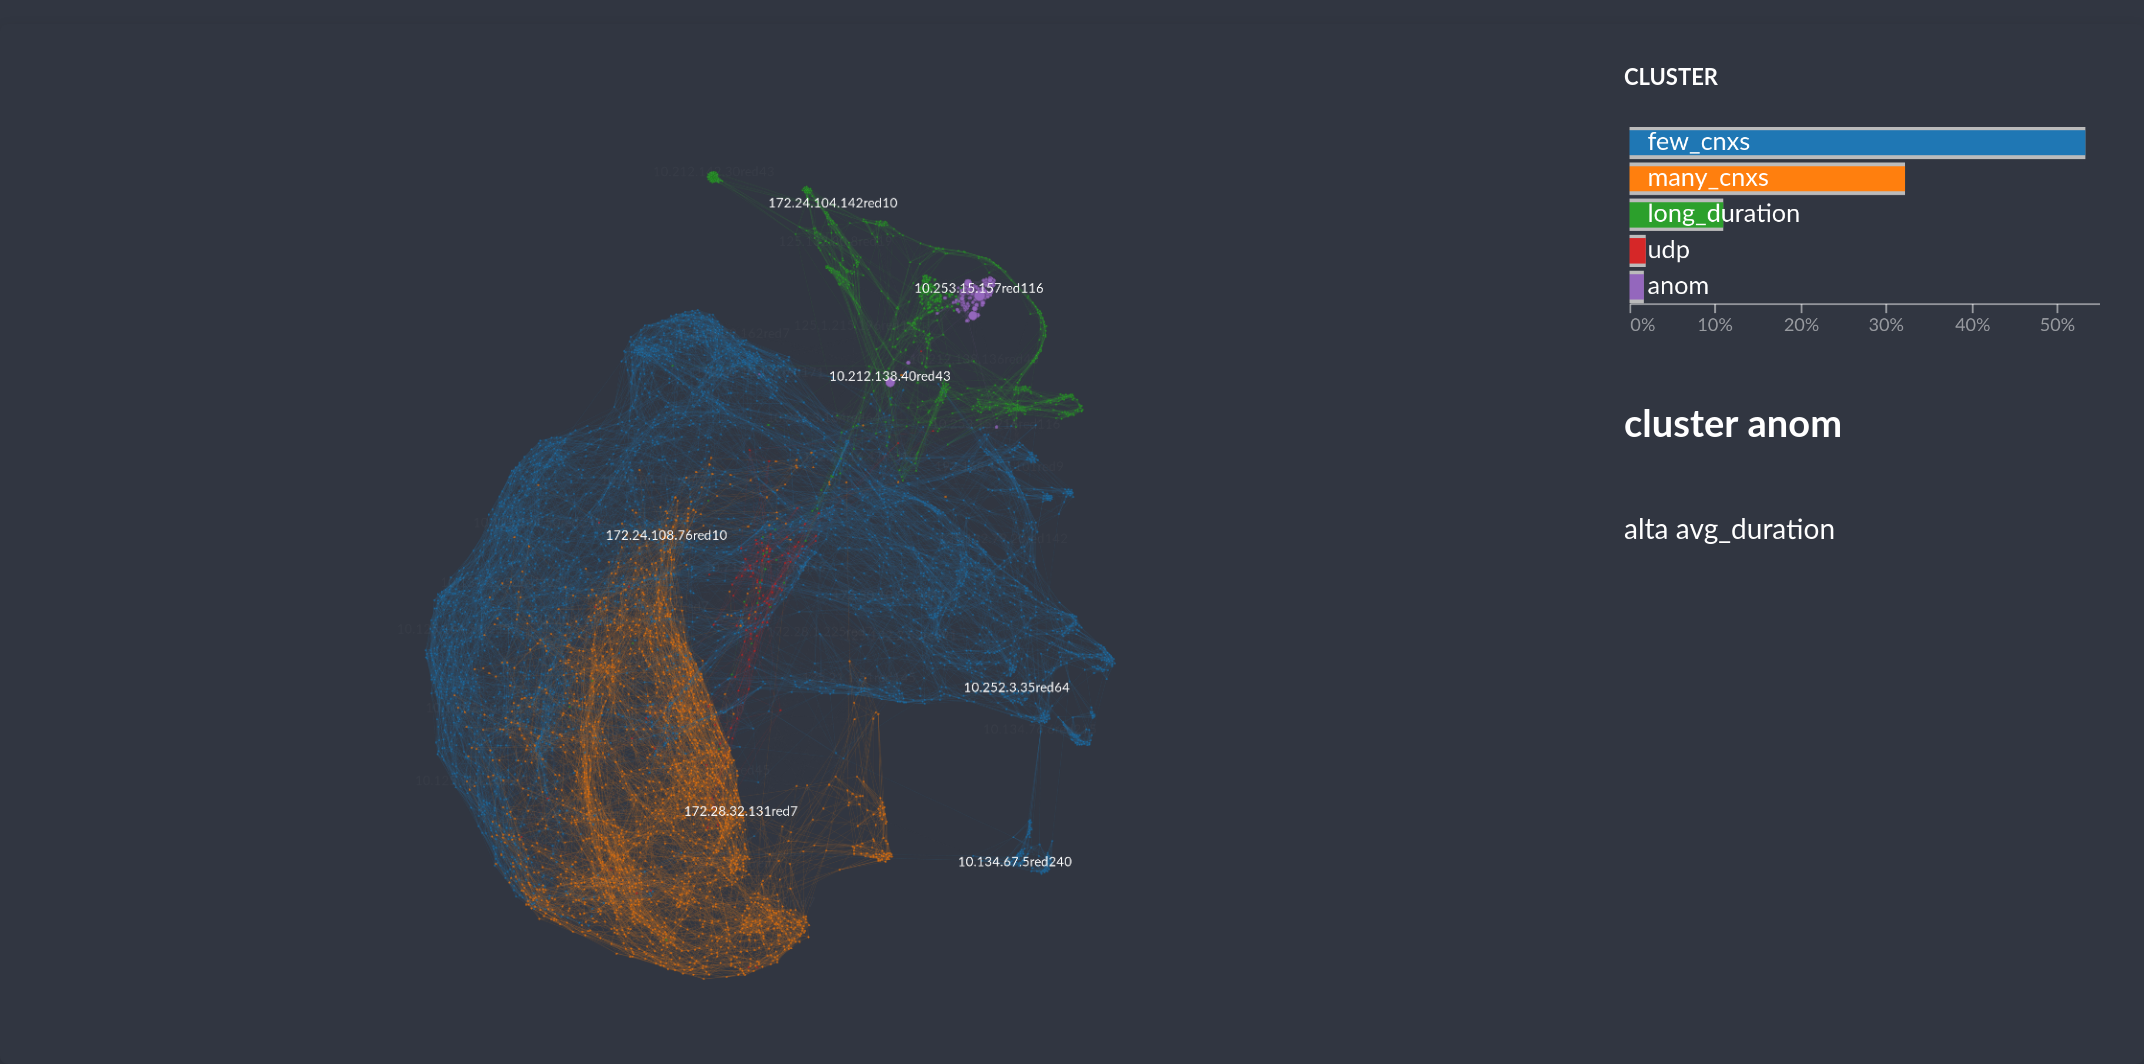 172.24.104.142red10
10.253.15.157red116
10.212.138.40red43
172.24.108.76red10
10.252.3.35red64
172.28.32.131red7
10.134.67.5red240
CLUSTER
few_cnxs
many_cnxs
long_duration
udp
anom
0% 10% 20% 30% 40% 50%
cluster anom
alta avg_duration